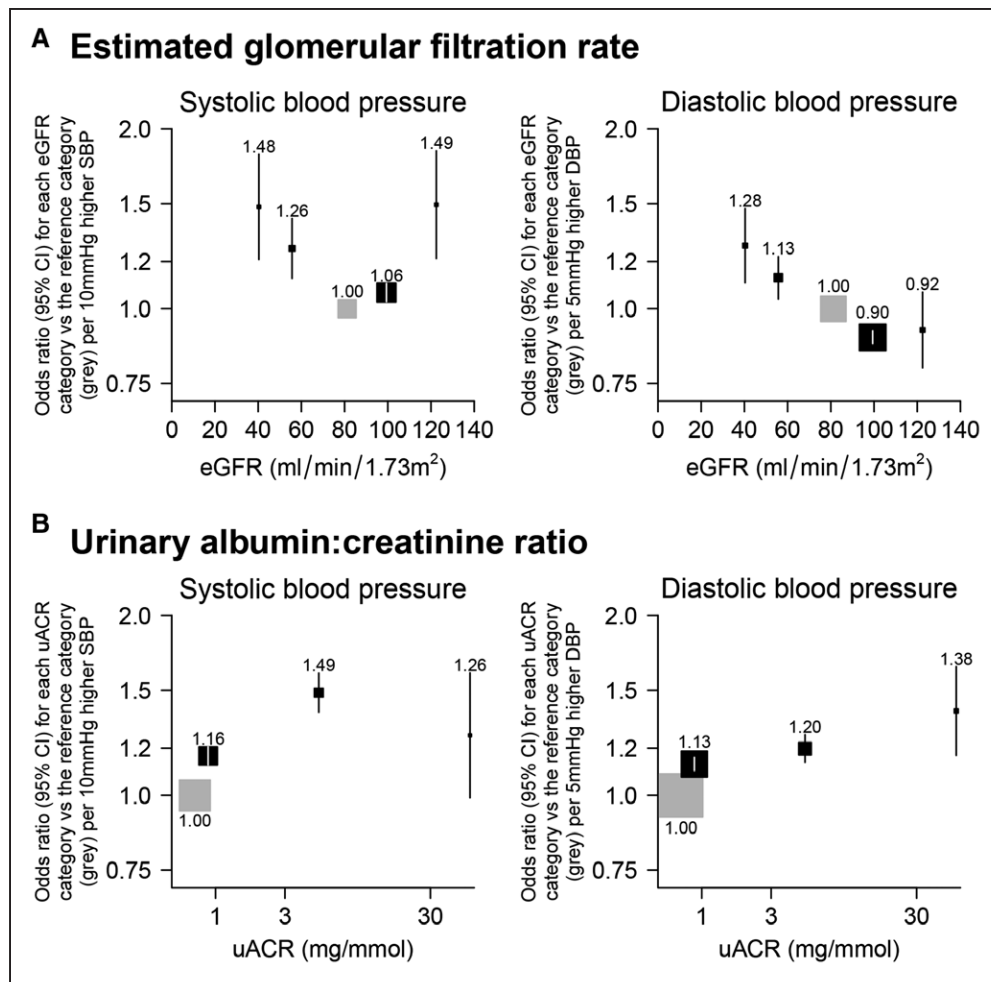 A Estimated glomerular filtration rate
Systolic blood pressure
Odds ratio (95% CI) for each eGFR
category vs the reference category
(grey) per 10mmHg higher SBP
2.0
1.5
1.2
1.0
0.75
1.48
1.26
1.00
1.06
1.49
0 20 40 60 80 100 120 140
eGFR (ml/min/1.73m²)
Diastolic blood pressure
Odds ratio (95% CI) for each eGFR
category vs the reference category
(grey) per 5mmHg higher DBP
2.0
1.5
1.2
1.0
0.75
1.28
1.13
1.00
0.90
0.92
0 20 40 60 80 100 120 140
eGFR (ml/min/1.73m²)
B Urinary albumin:creatinine ratio
Systolic blood pressure
Odds ratio (95% CI) for each uACR
category vs the reference category
(grey) per 10mmHg higher SBP
2.0
1.5
1.2
1.0
0.75
1.00
1.16
1.49
1.26
1 3 30
uACR (mg/mmol)
Diastolic blood pressure
Odds ratio (95% CI) for each uACR
category vs the reference category
(grey) per 5mmHg higher DBP
2.0
1.5
1.2
1.0
0.75
1.00
1.13
1.20
1.38
1 3 30
uACR (mg/mmol)